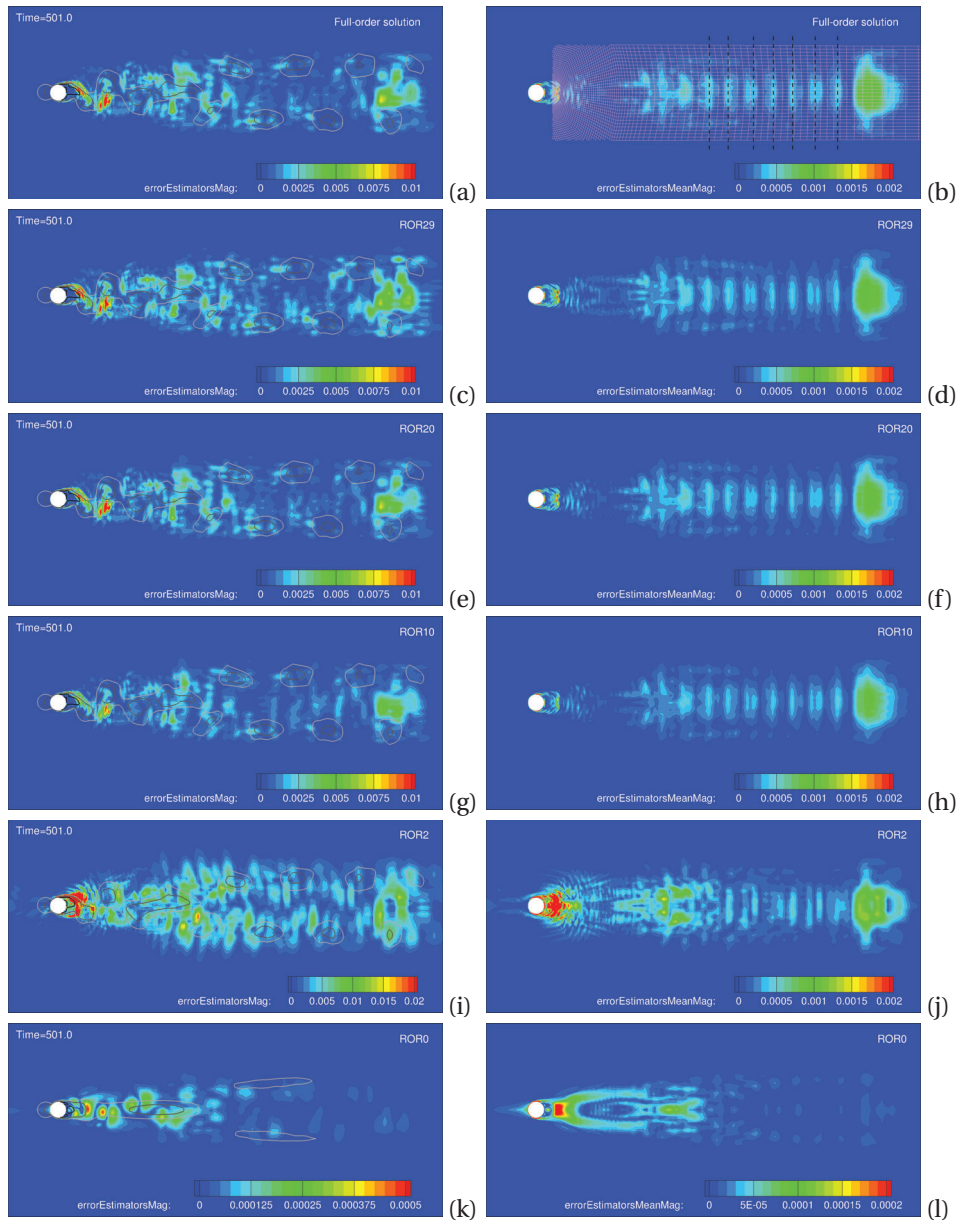 Time=501.0 Full-order solution
errorEstimatorsMag: 0 0.0025 0.005 0.0075 0.01
(a)
Full-order solution
errorEstimatorsMeanMag: 0 0.0005 0.001 0.0015 0.002
(b)
Time=501.0 ROR29
errorEstimatorsMag: 0 0.0025 0.005 0.0075 0.01
(c)
ROR29
errorEstimatorsMeanMag: 0 0.0005 0.001 0.0015 0.002
(d)
Time=501.0 ROR20
errorEstimatorsMag: 0 0.0025 0.005 0.0075 0.01
(e)
ROR20
errorEstimatorsMeanMag: 0 0.0005 0.001 0.0015 0.002
(f)
Time=501.0 ROR10
errorEstimatorsMag: 0 0.0025 0.005 0.0075 0.01
(g)
ROR10
errorEstimatorsMeanMag: 0 0.0005 0.001 0.0015 0.002
(h)
Time=501.0 ROR2
errorEstimatorsMag: 0 0.005 0.01 0.015 0.02
(i)
ROR2
errorEstimatorsMeanMag: 0 0.0005 0.001 0.0015 0.002
(j)
Time=501.0 ROR0
errorEstimatorsMag: 0 0.000125 0.00025 0.000375 0.0005
(k)
ROR0
errorEstimatorsMeanMag: 0 5E-05 0.0001 0.00015 0.0002
(l)